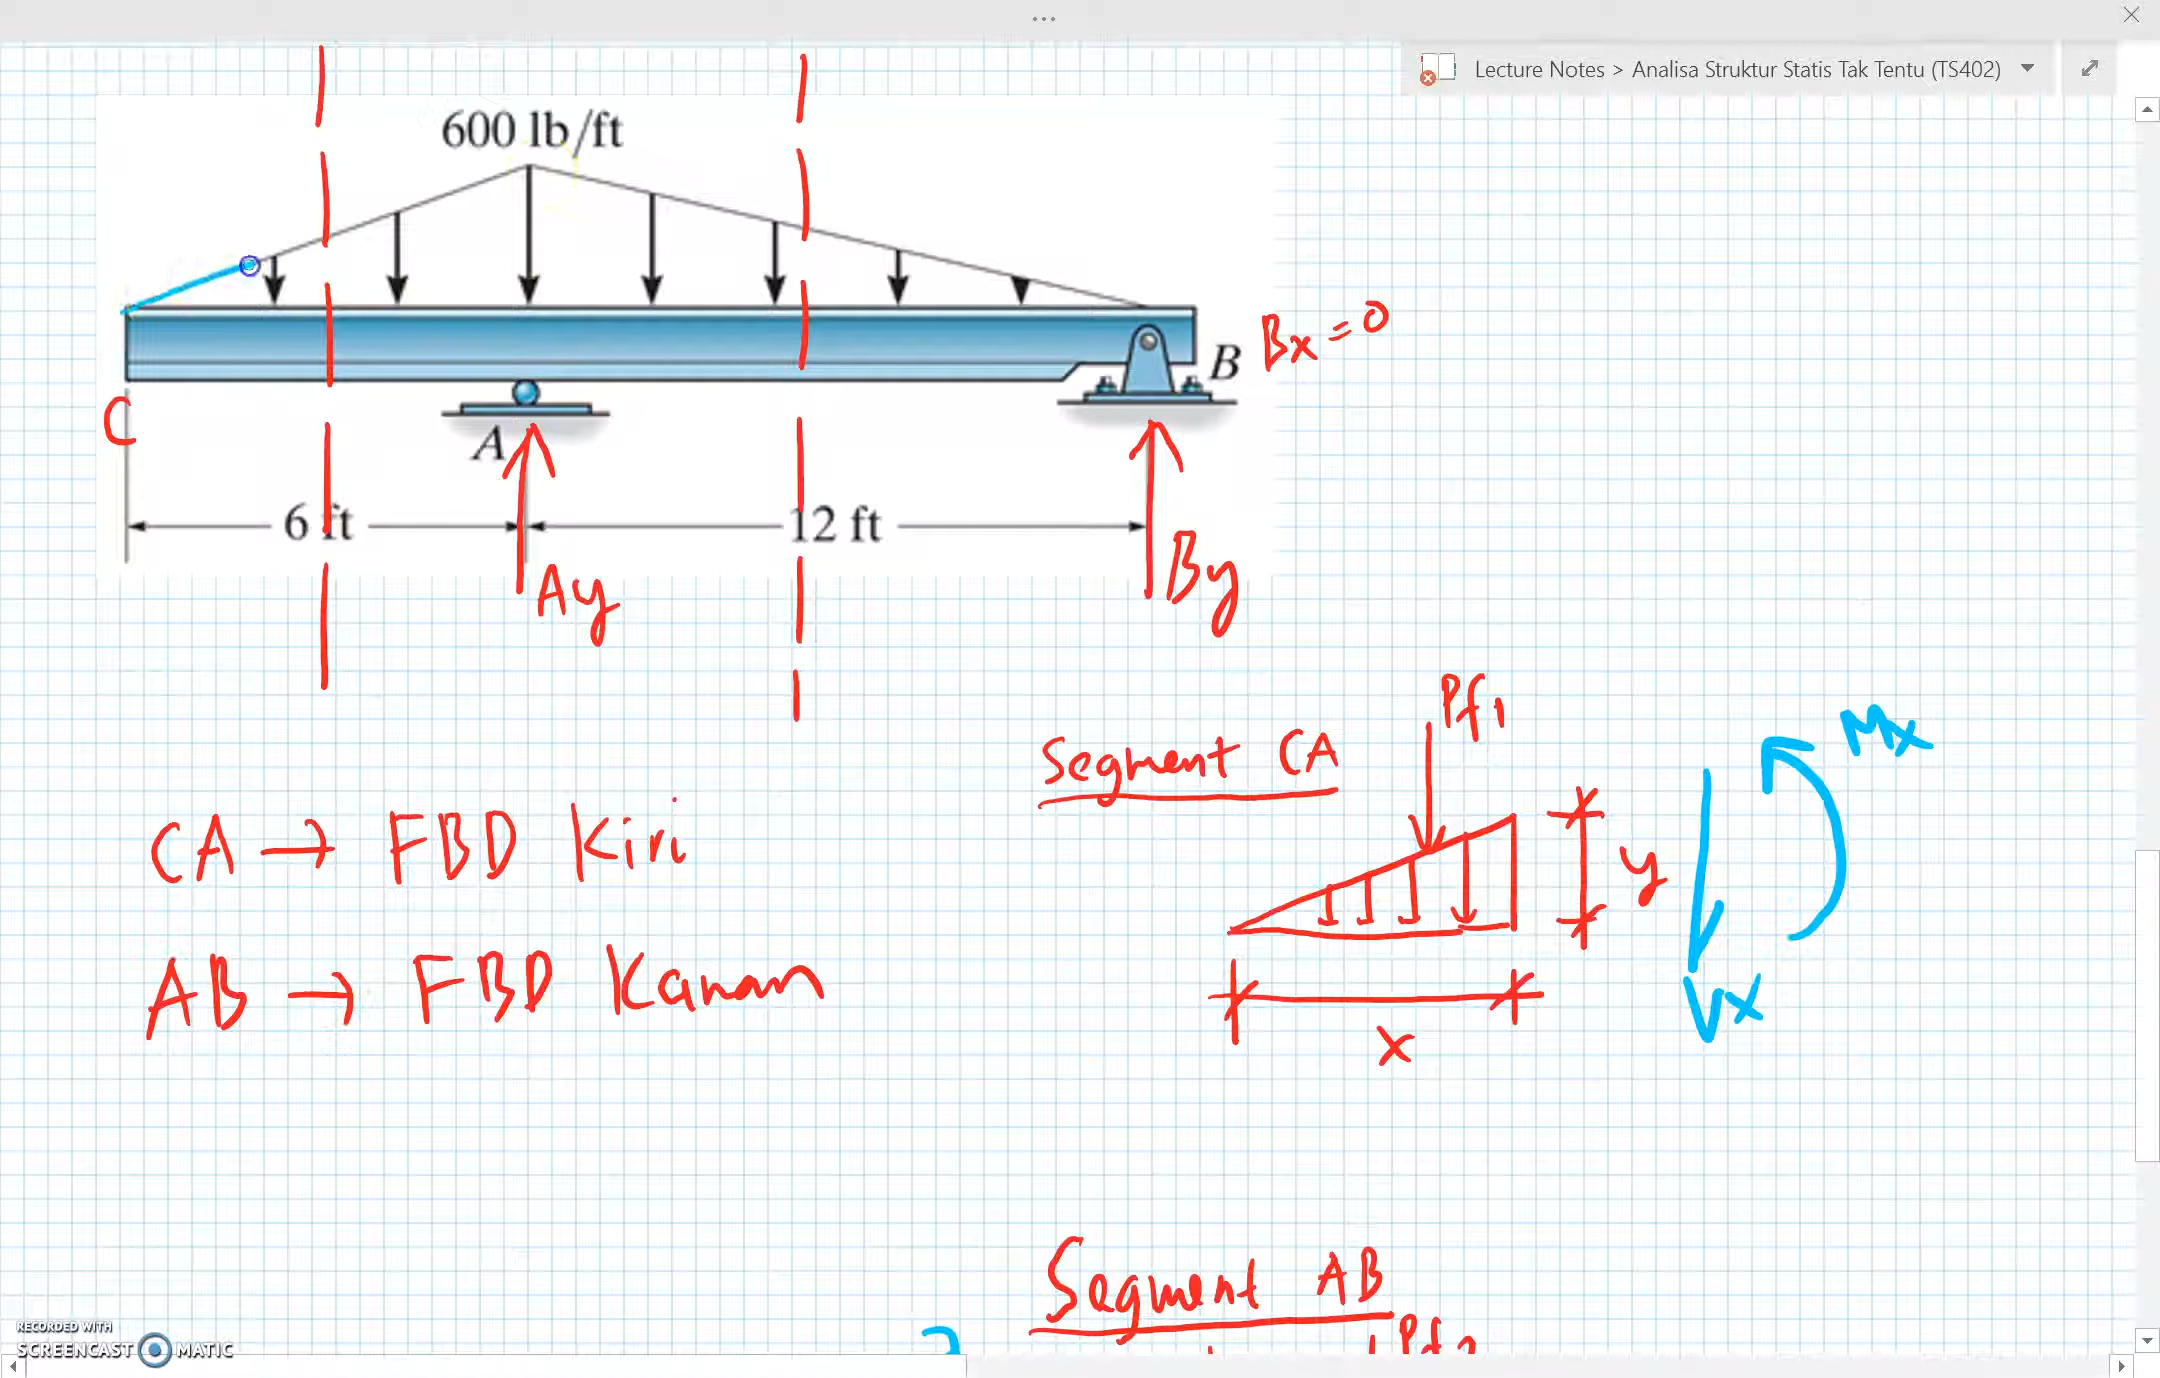 Lecture Notes > Analisa Struktur Statis Tak Tentu (TS402)
600 lb/ft
Bx = 0
B
C
A
6 ft
12 ft
Ay
By
Pf1
Mx
Segment CA
CA → FBD Kiri
y
AB → FBD Kanan
Vx
x
Segment AB
Pf2
RECORDED WITH
SCREENCAST MATIC